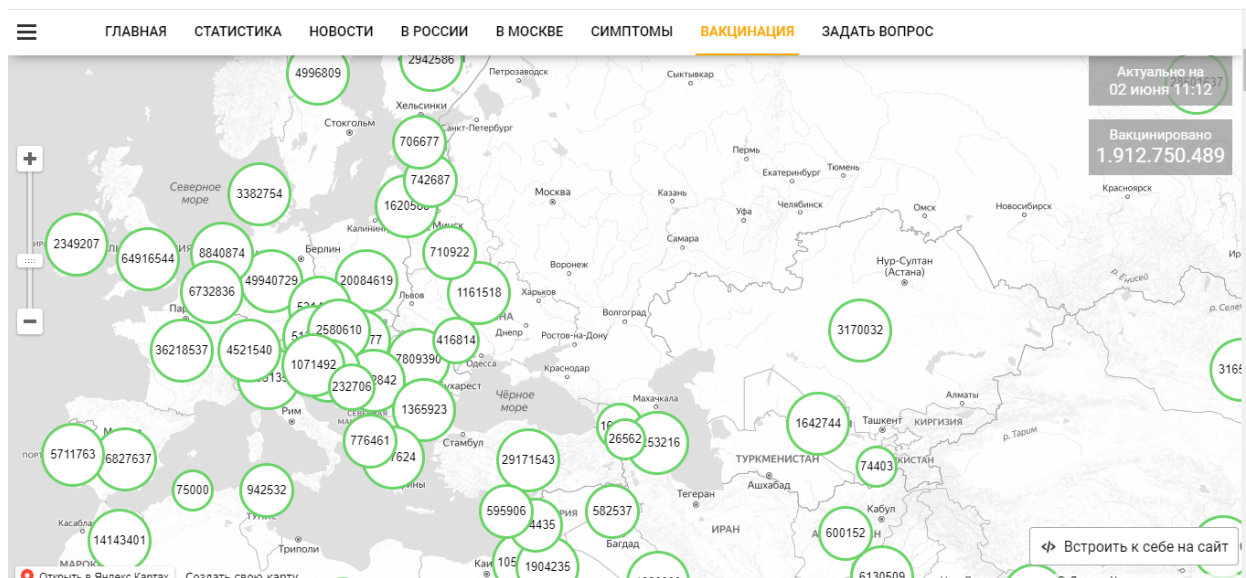 ГЛАВНАЯ СТАТИСТИКА НОВОСТИ В РОССИИ В МОСКВЕ СИМПТОМЫ ВАКЦИНАЦИЯ ЗАДАТЬ ВОПРОС
2942586
4996809
Петрозаводск
Сыктывкар
Актуально на
02 июня 11:12
Вакцинировано
1.912.750.489
Хельсинки
Стокгольм
Санкт-Петербург
706677
Пермь
Екатеринбург
Тюмень
742687
Северное
море
3382754
Москва
Казань
Уфа
Челябинск
Омск
Новосибирск
Красноярск
Минск
Самара
2349207
64916544
8840874
Берлин
710922
Нур-Султан
(Астана)
6732836
49940729
20084619
Воронеж
р. Енисей
Львов
1161518
Харьков
Волгоград
Днепр
Ростов-на-Дону
2580610
416814
3170032
36218537
4521540
1071492
7809390
Одесса
Краснодар
232706
Чёрное
море
Махачкала
Алматы
Рим
1365923
1642744
Ташкент
КИРГИЗИЯ
р. Тарим
776461
Стамбул
26562
253216
5711763
6827637
29171543
ТУРКМЕНИСТАН
Ашхабад
74403
75000
942532
Тегеран
Кабул
595906
582537
ИРАН
600152
14143401
Триполи
Багдад
1904235
6130509
Встроить к себе на сайт
Открыть в Яндекс.Картах
Создать свою карту